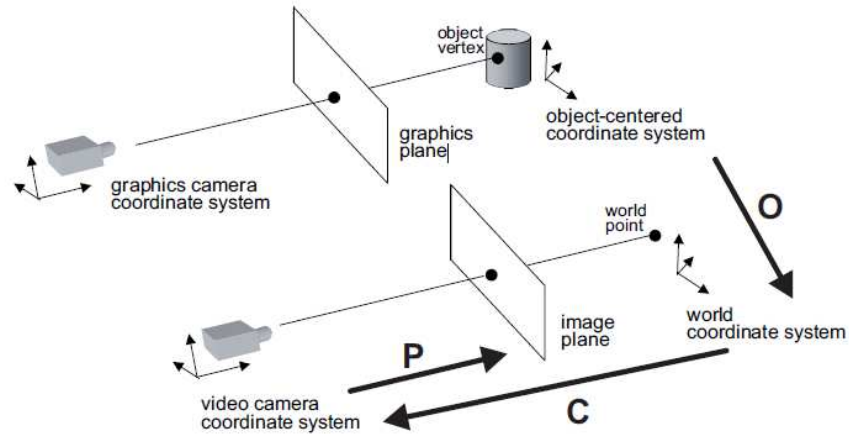 object
vertex
object-centered
coordinate system
graphics
plane
graphics camera
coordinate system
O
world
point
world
coordinate system
image
plane
P
C
video camera
coordinate system